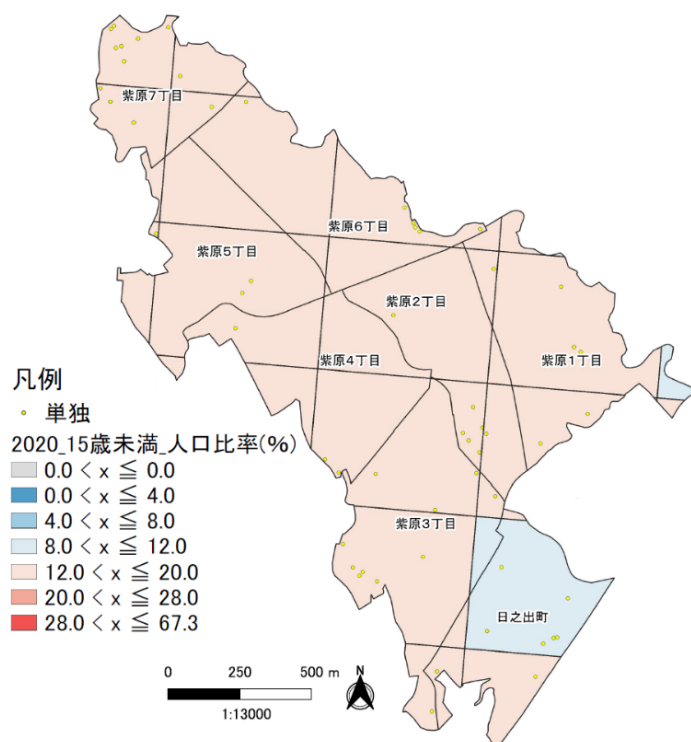 紫原7丁目
紫原6丁目
紫原5丁目
紫原2丁目
紫原4丁目
紫原1丁目
凡例
単独
2020_15歳未満_人口比率(%)
0.0 < x ≦ 0.0
0.0 < x ≦ 4.0
4.0 < x ≦ 8.0
8.0 < x ≦ 12.0
12.0 < x ≦ 20.0
20.0 < x ≦ 28.0
28.0 < x ≦ 67.3
紫原3丁目
日之出町
0 250 500 m
N
1:13000